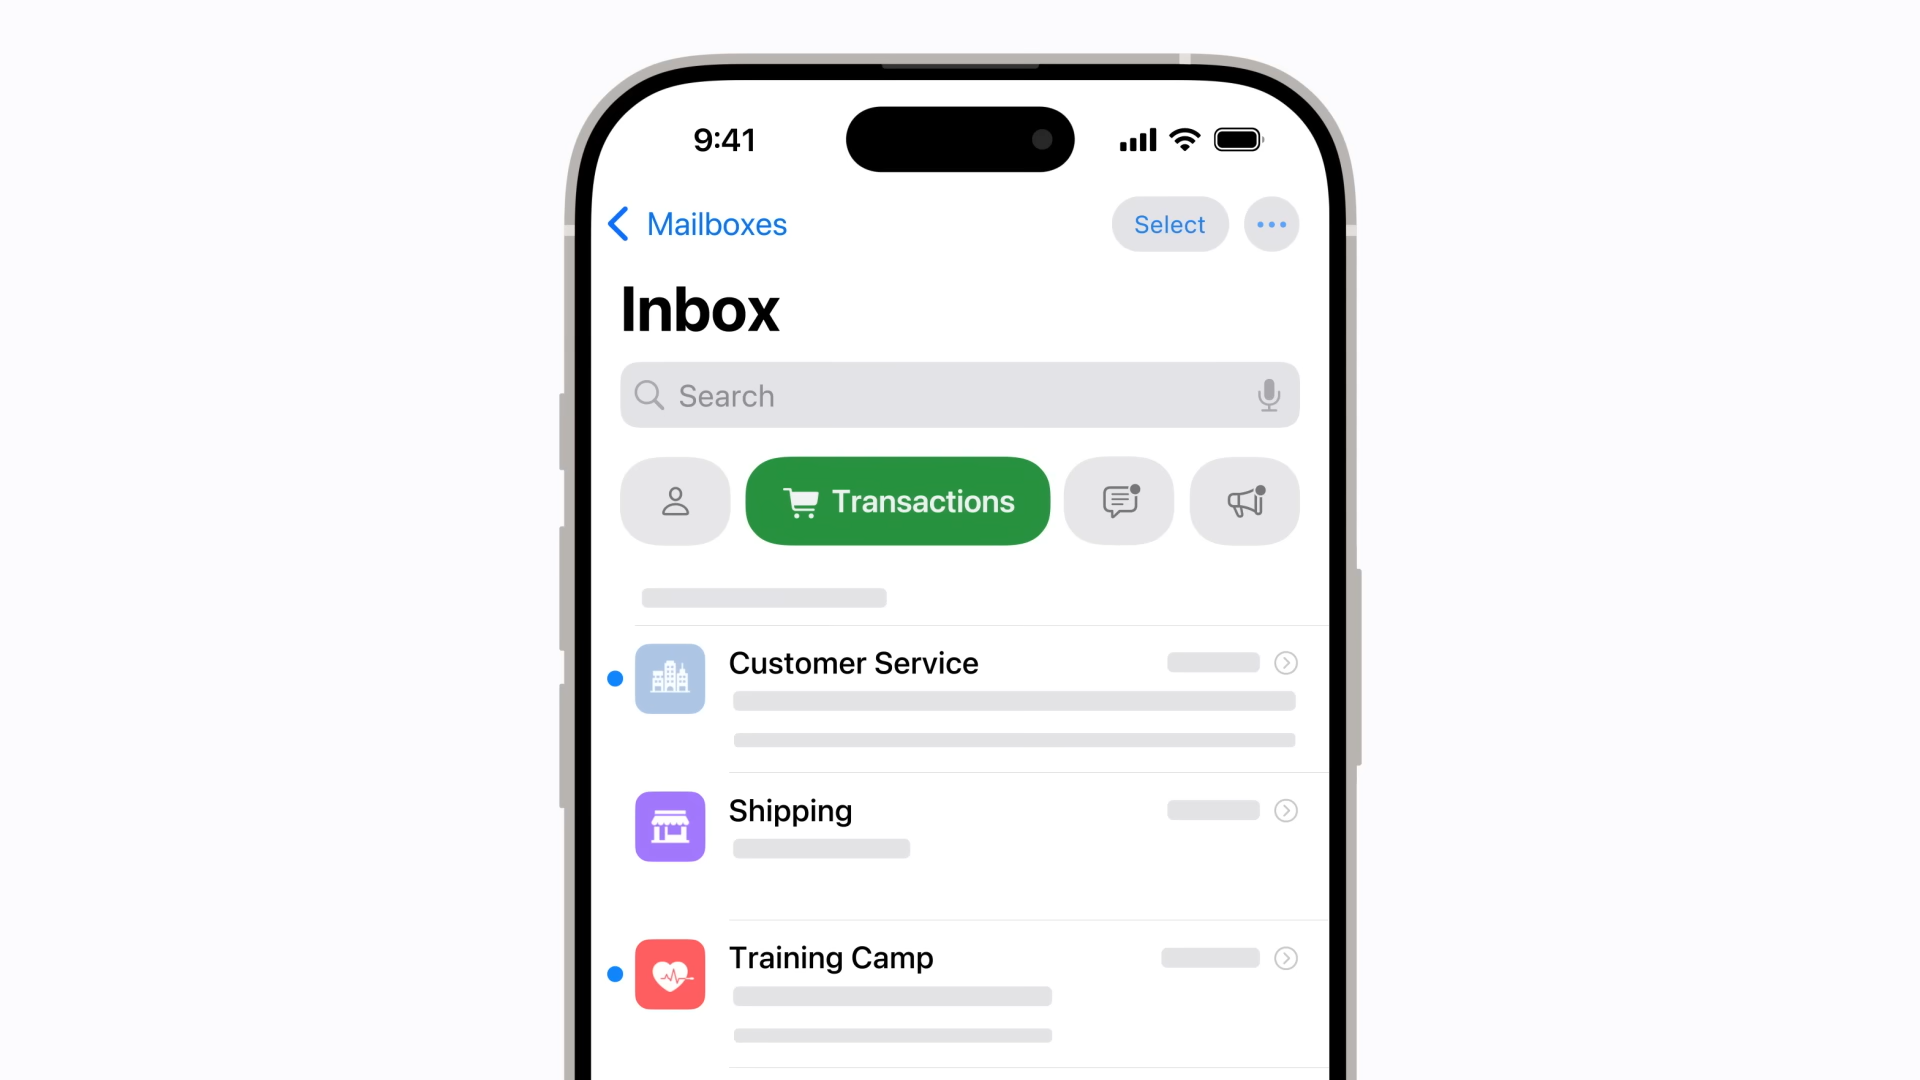 9:41
Mailboxes
Select
Inbox
Search
Transactions
Customer Service
Shipping
Training Camp